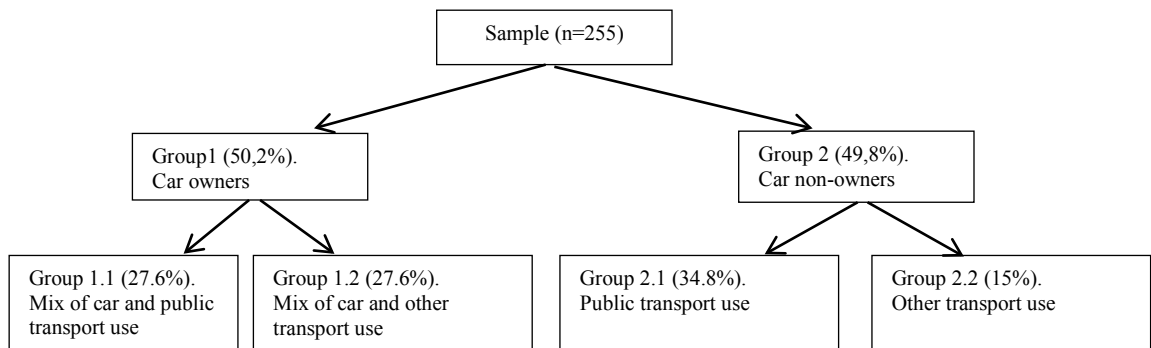 Sample (n=255)
Group1 (50,2%).
Car owners
Group 2 (49,8%).
Car non-owners
Group 1.1 (27.6%).
Mix of car and public
transport use
Group 1.2 (27.6%).
Mix of car and other
transport use
Group 2.1 (34.8%).
Public transport use
Group 2.2 (15%).
Other transport use